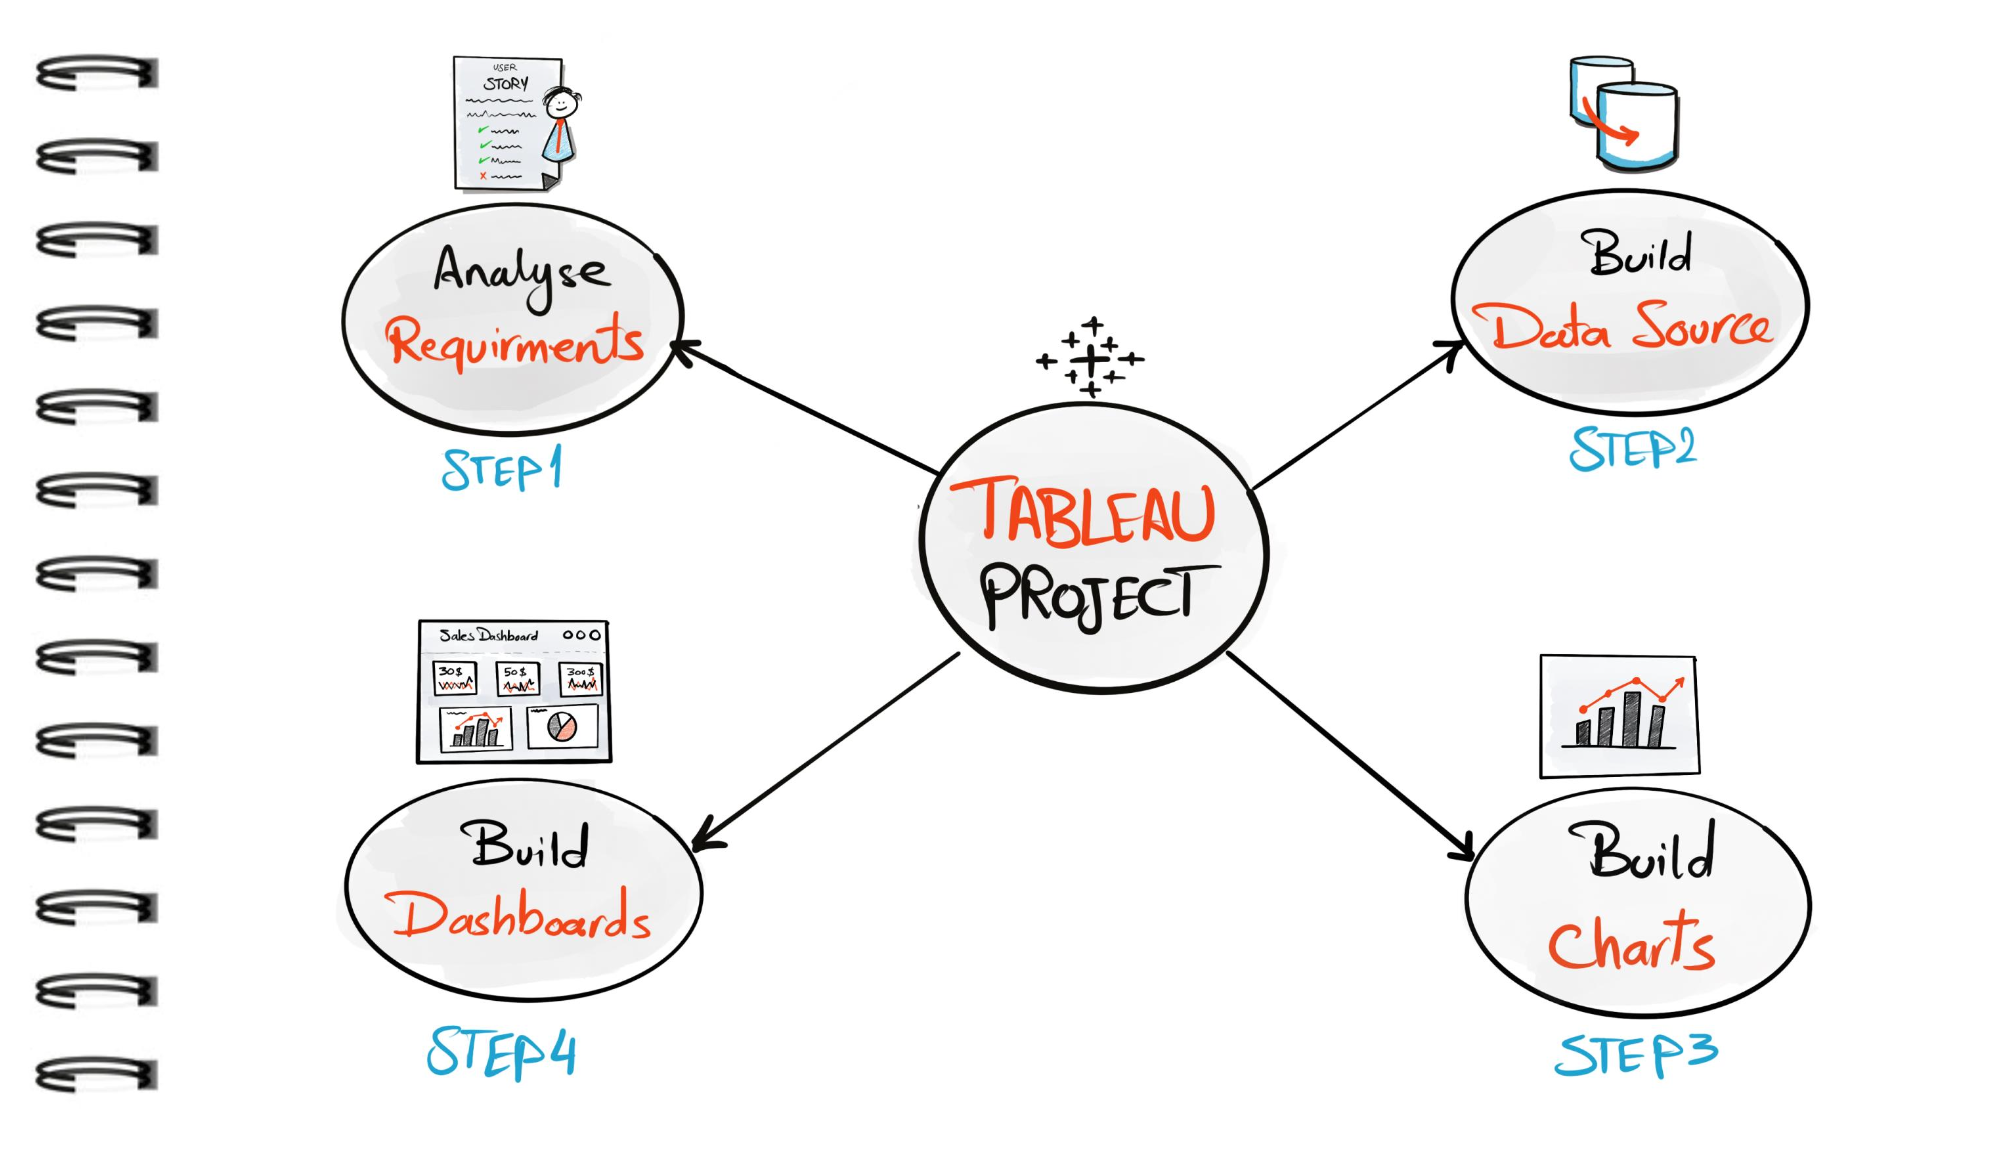 USER
STORY
Analyse
Requirments
STEP1
Build
Data Source
STEP2
TABLEAU
PROJECT
Sales Dashboard
30$ 50$ 300$
Build
Dashboards
STEP4
Build
Charts
STEP3